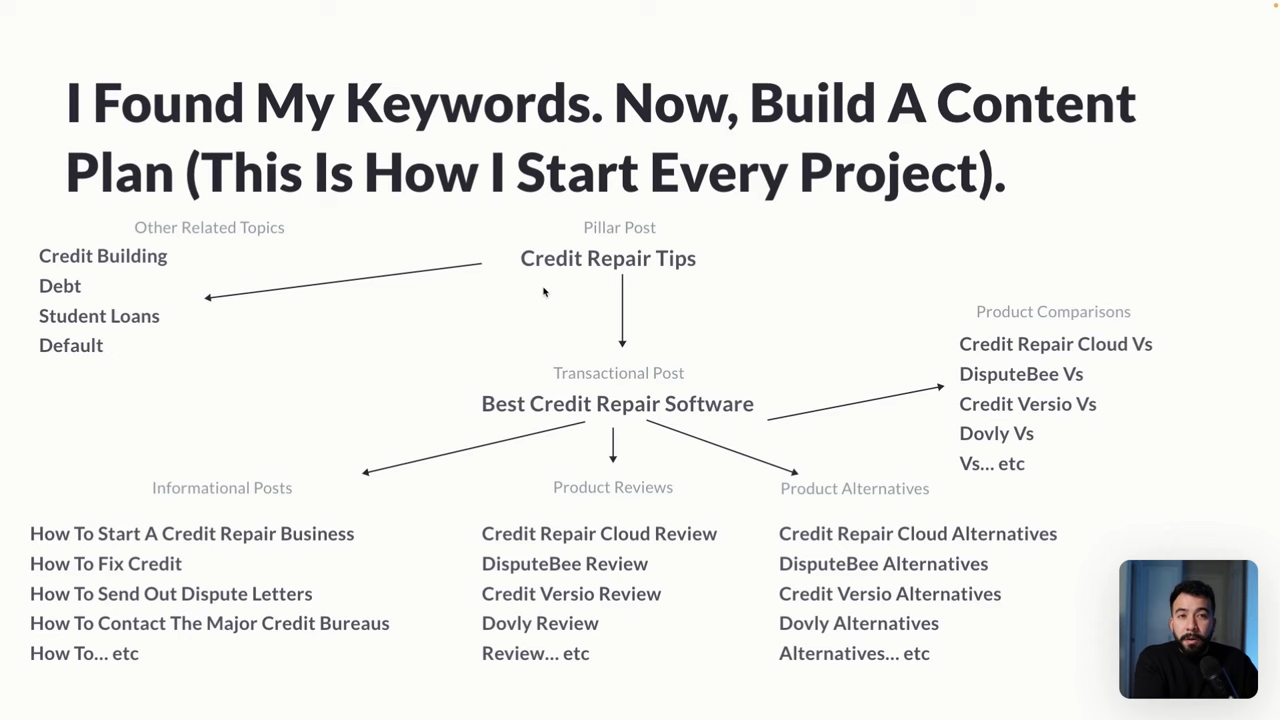 I Found My Keywords. Now, Build A Content
Plan (This Is How I Start Every Project).
Other Related Topics
Credit Building
Debt
Student Loans
Default
Pillar Post
Credit Repair Tips
Transactional Post
Best Credit Repair Software
Product Comparisons
Credit Repair Cloud Vs
DisputeBee Vs
Credit Versio Vs
Dovly Vs
Vs... etc
Informational Posts
How To Start A Credit Repair Business
How To Fix Credit
How To Send Out Dispute Letters
How To Contact The Major Credit Bureaus
How To... etc
Product Reviews
Credit Repair Cloud Review
DisputeBee Review
Credit Versio Review
Dovly Review
Review... etc
Product Alternatives
Credit Repair Cloud Alternatives
DisputeBee Alternatives
Credit Versio Alternatives
Dovly Alternatives
Alternatives... etc